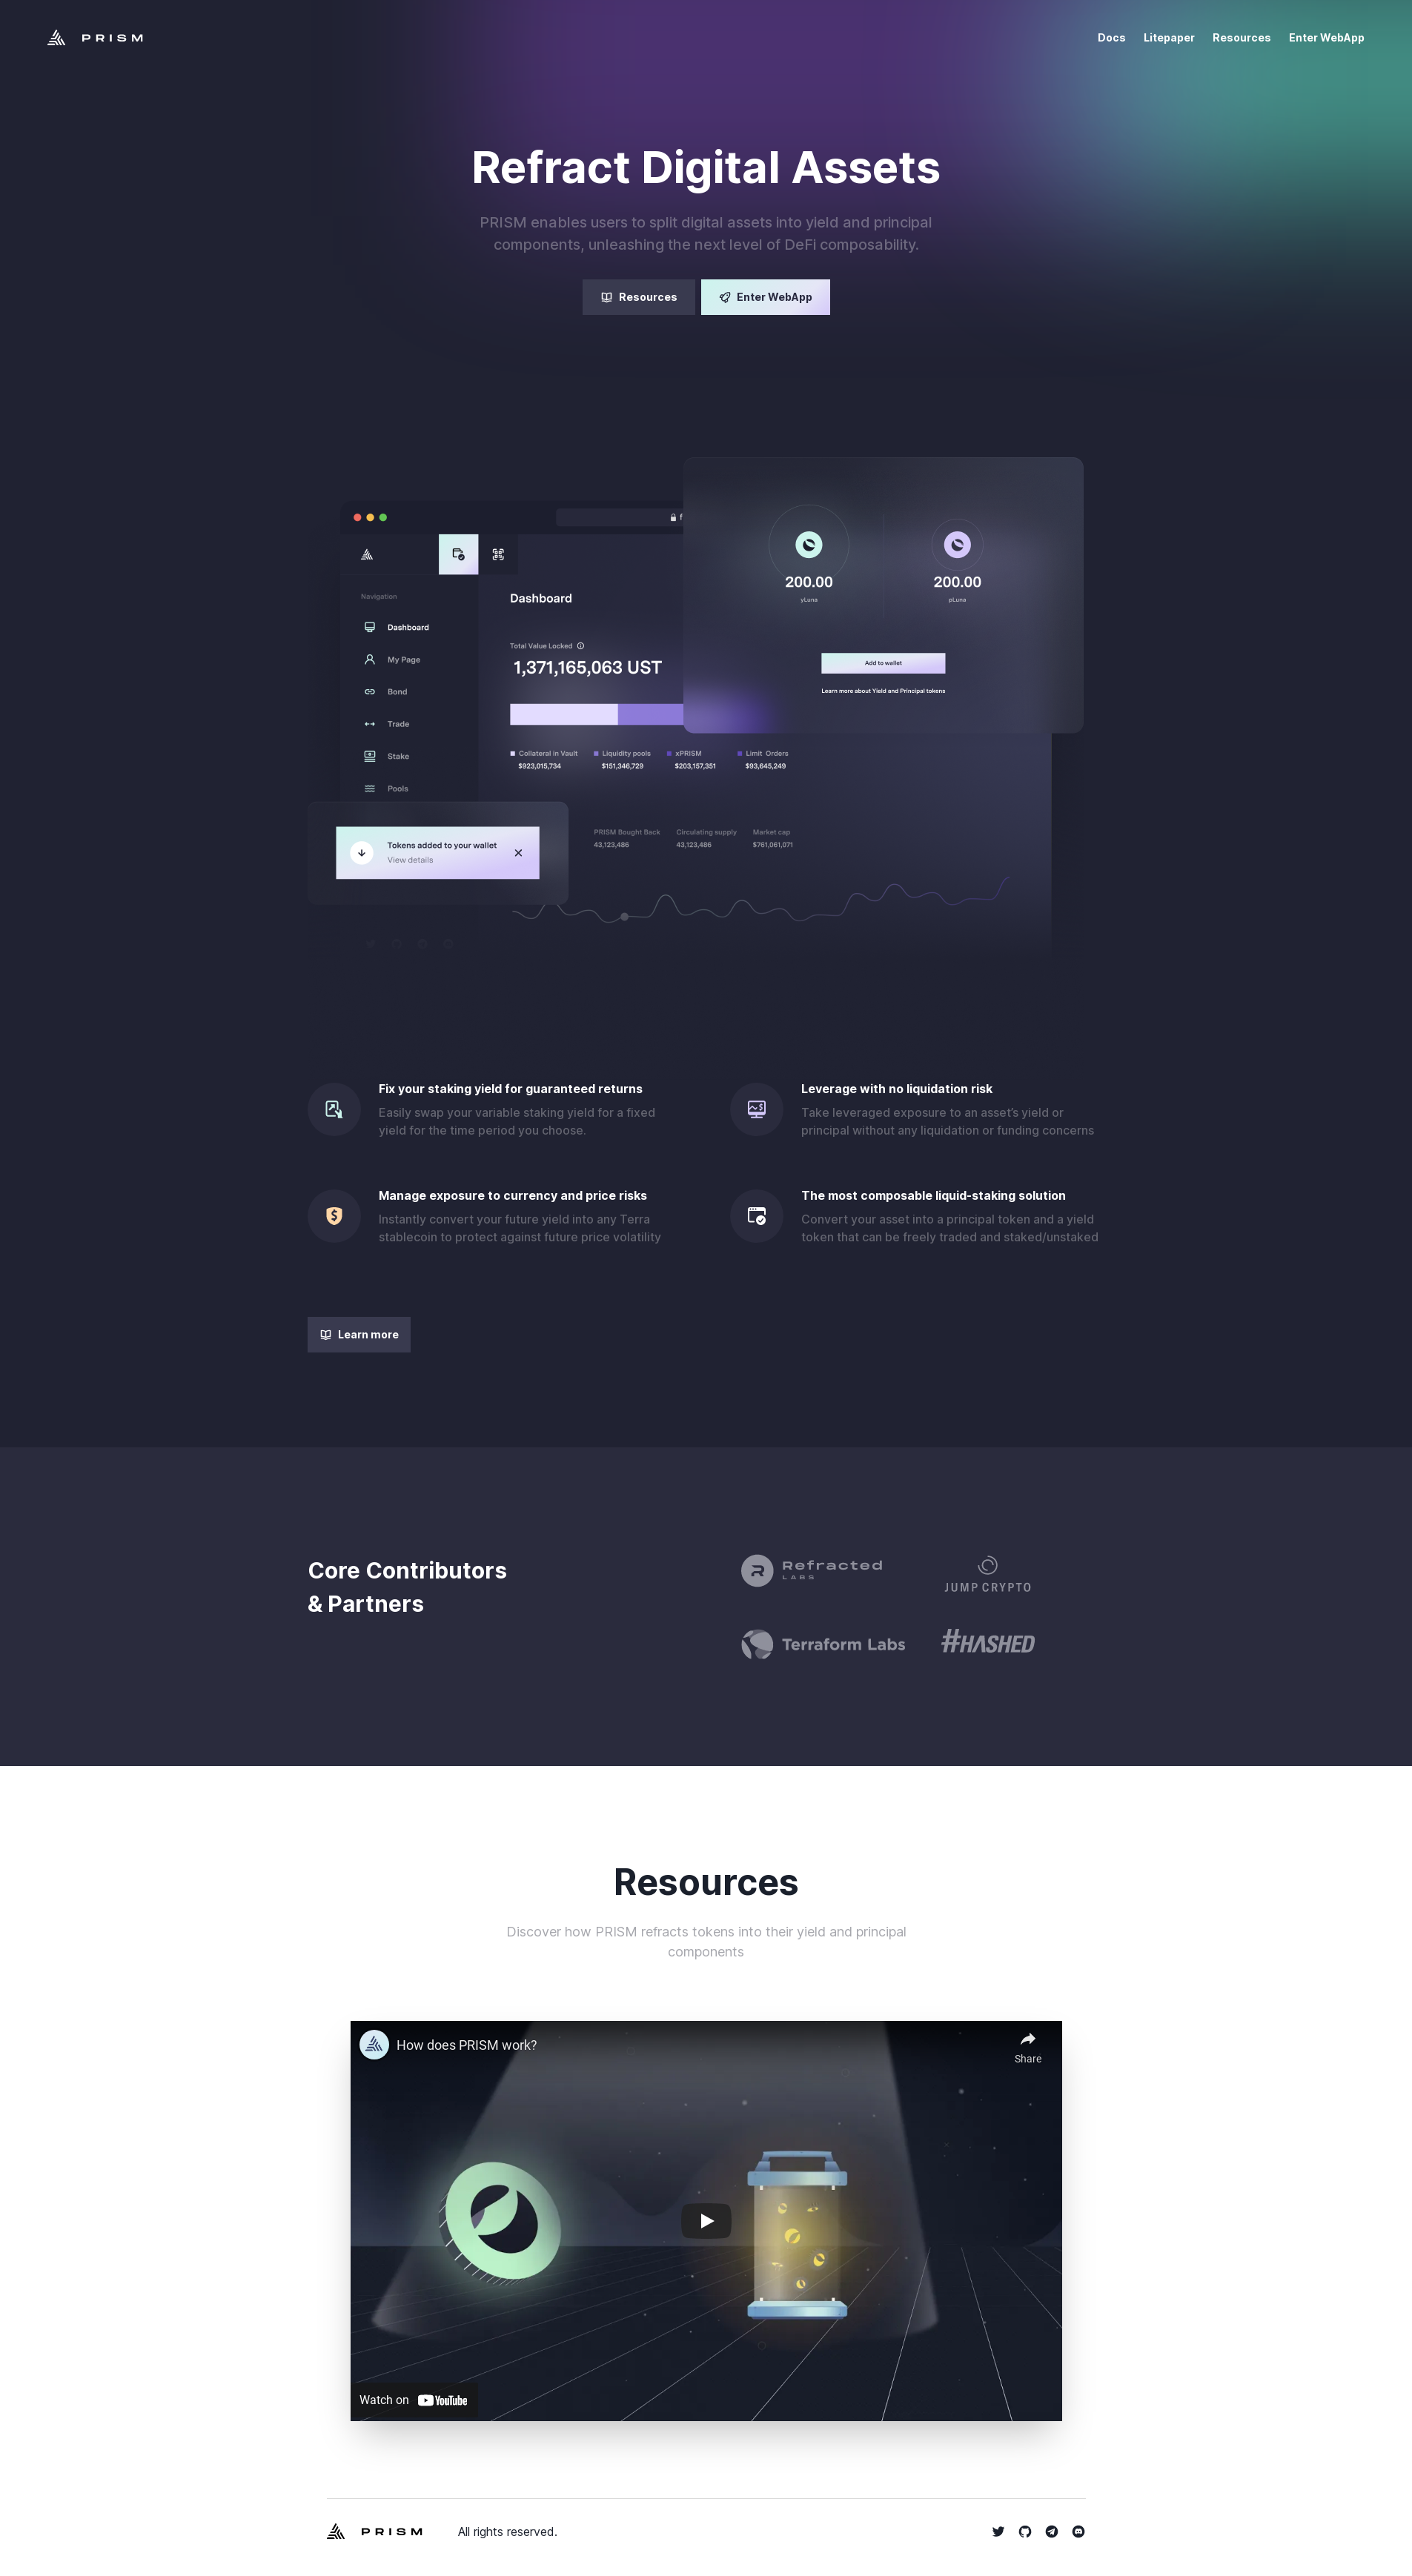 PRISM
Docs
Litepaper
Resources
Enter WebApp
Refract Digital Assets
PRISM enables users to split digital assets into yield and principal
components, unleashing the next level of DeFi composability.
Resources
Enter WebApp
Navigation
Dashboard
My Page
Bond
Trade
Stake
Pools
Dashboard
Total Value Locked
1,371,165,063 UST
Collateral in Vault
$923,015,734
Liquidity pools
$151,346,729
xPRISM
$203,157,351
Limit Orders
$93,645,249
PRISM Bought Back
43,123,486
Circulating supply
43,123,486
Market cap
$761,061,071
200.00
yLuna
200.00
pLuna
Add to wallet
Learn more about Yield and Principal tokens
Tokens added to your wallet
View details
Fix your staking yield for guaranteed returns
Easily swap your variable staking yield for a fixed
yield for the time period you choose.
Leverage with no liquidation risk
Take leveraged exposure to an asset's yield or
principal without any liquidation or funding concerns
Manage exposure to currency and price risks
Instantly convert your future yield into any Terra
stablecoin to protect against future price volatility
The most composable liquid-staking solution
Convert your asset into a principal token and a yield
token that can be freely traded and staked/unstaked
Learn more
Core Contributors
& Partners
Refracted
LABS
JUMP CRYPTO
Terraform Labs
#HASHED
Resources
Discover how PRISM refracts tokens into their yield and principal
components
How does PRISM work?
Share
Watch on YouTube
PRISM
All rights reserved.